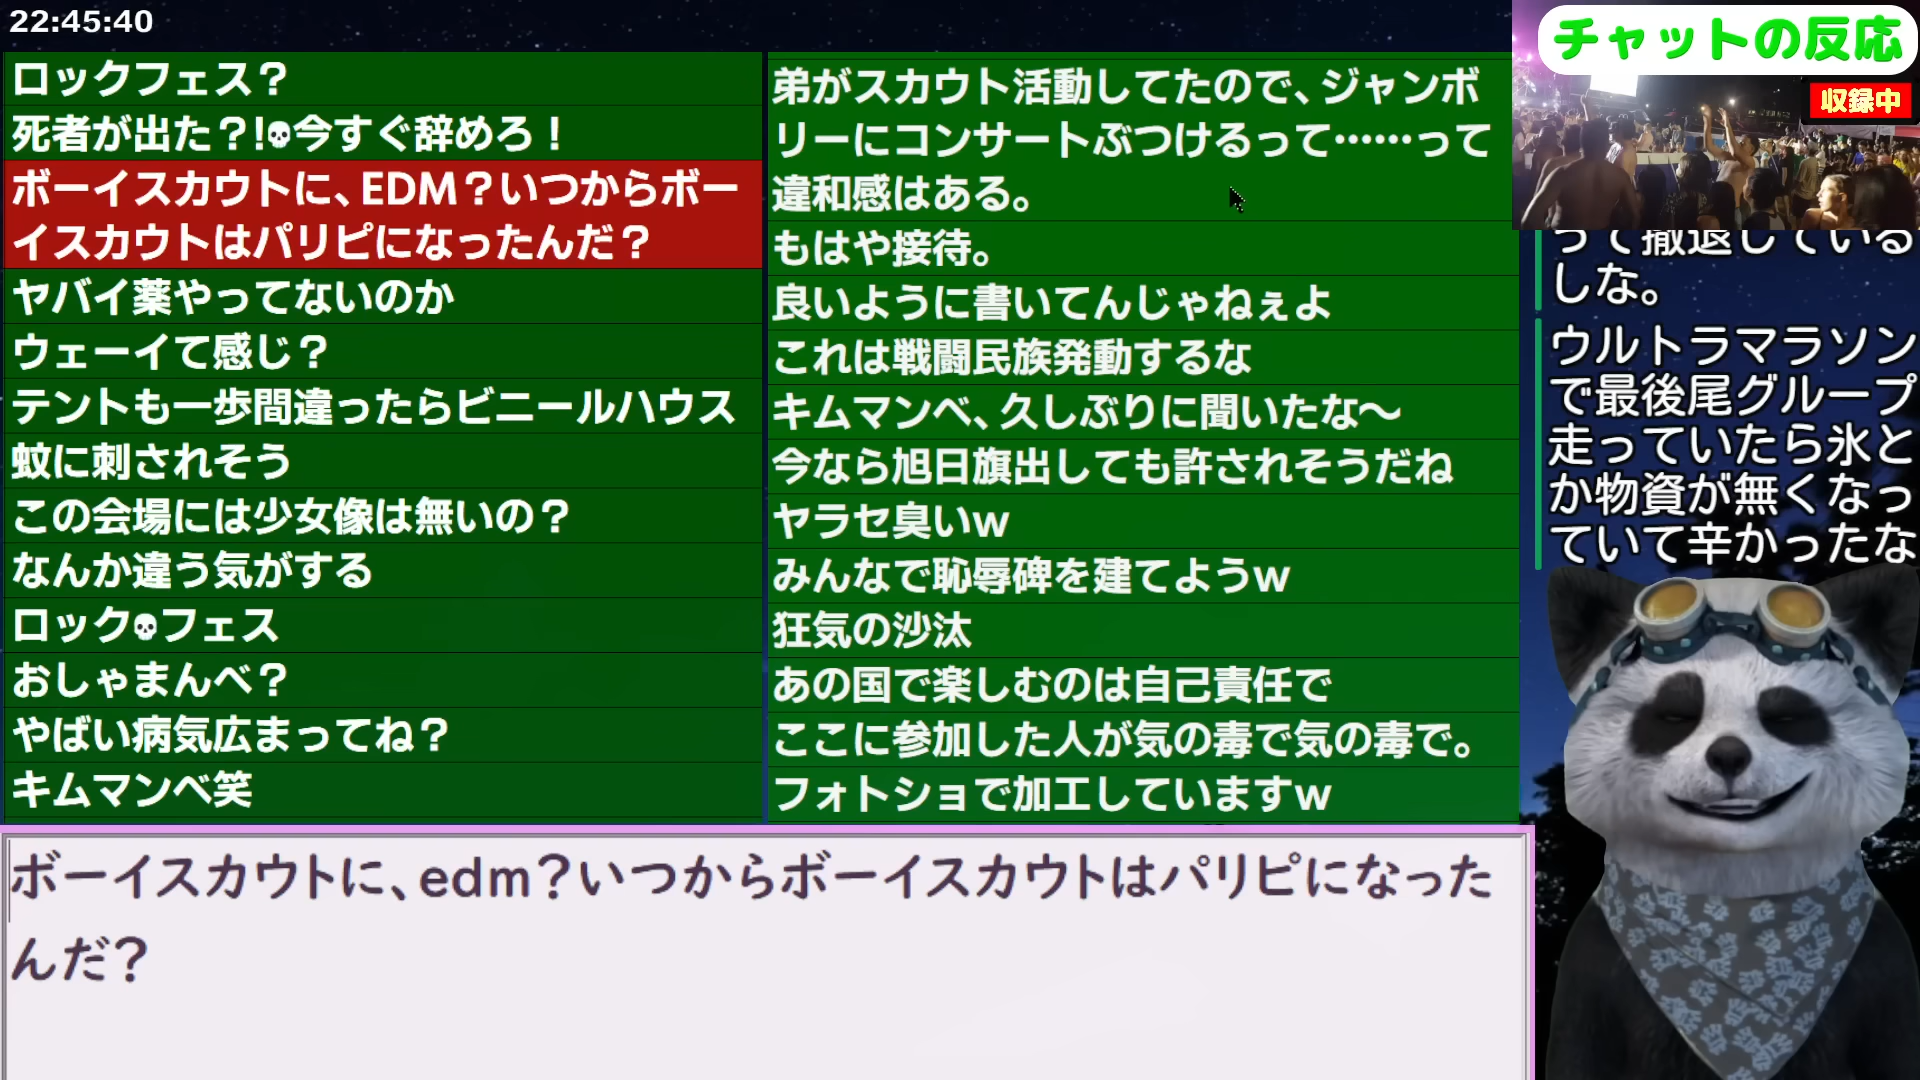 22:45:40
ロックフェス？
死者が出た？!💀今すぐ辞めろ！
ボーイスカウトに、EDM？いつからボー
イスカウトはパリピになったんだ？
ヤバイ薬やってないのか
ウェーイて感じ？
テントも一歩間違ったらビニールハウス
蚊に刺されそう
この会場には少女像は無いの？
なんか違う気がする
ロック💀フェス
おしゃまんべ？
やばい病気広まってね？
キムマンベ笑
弟がスカウト活動してたので、ジャンボ
リーにコンサートぶつけるって……って
違和感はある。
もはや接待。
良いように書いてんじゃねぇよ
これは戦闘民族発動するな
キムマンベ、久しぶりに聞いたな～
今なら旭日旗出しても許されそうだね
ヤラセ臭いw
みんなで恥辱碑を建てようw
狂気の沙汰
あの国で楽しむのは自己責任で
ここに参加した人が気の毒で気の毒で。
フォトショで加工していますw
チャットの反応
収録中
って撤退している
しな。
ウルトラマラソン
で最後尾グループ
走っていたら氷と
か物資が無くなっ
ていて辛かったな
ボーイスカウトに、edm？いつからボーイスカウトはパリピになった
んだ？